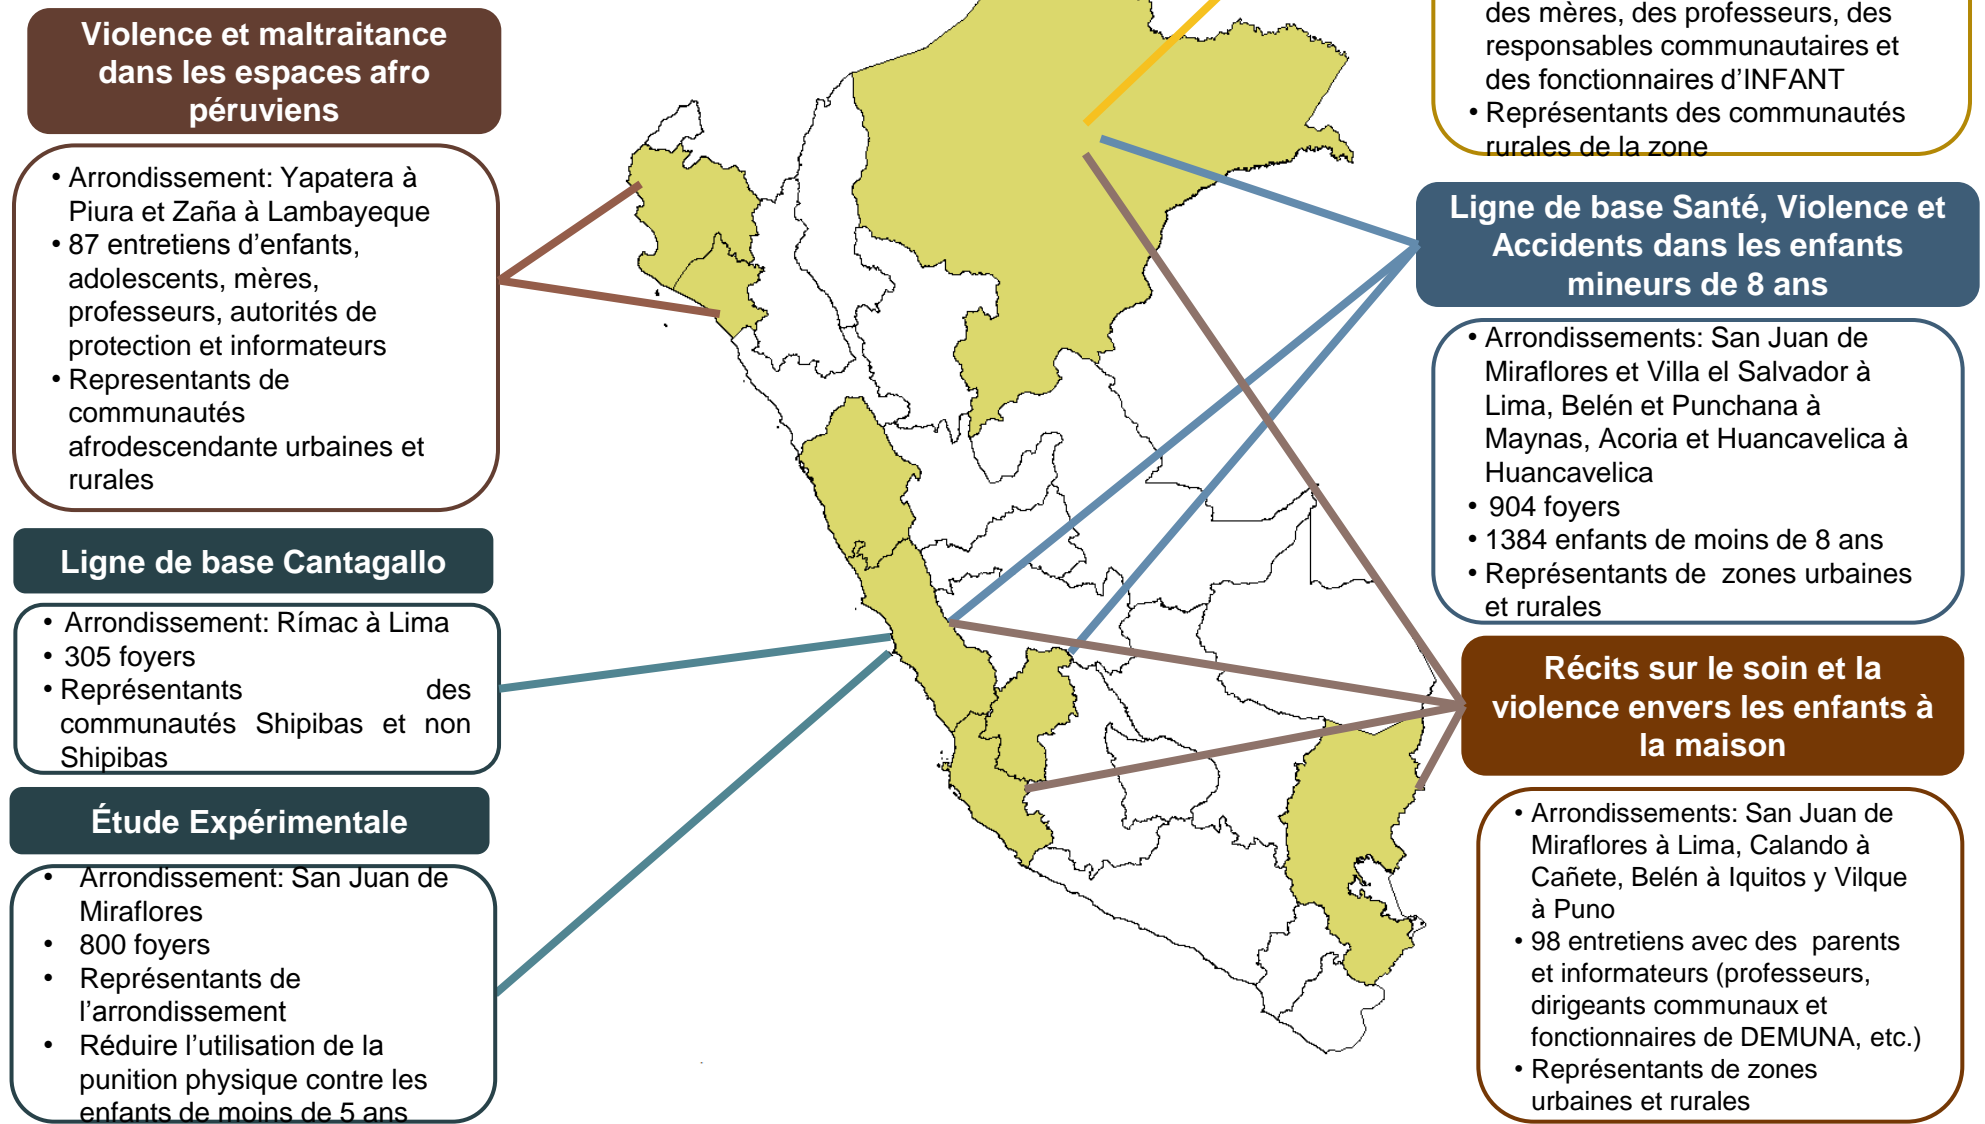 Violence et maltraitance
dans les espaces afro
péruviens
• Arrondissement: Yapatera à
Piura et Zaña à Lambayeque
• 87 entretiens d’enfants,
adolescents, mères,
professeurs, autorités de
protection et informateurs
• Representants de
communautés
afrodescendante urbaines et
rurales
Ligne de base Cantagallo
• Arrondissement: Rímac à Lima
• 305 foyers
• Représentants des
communautés Shipibas et non
Shipibas
Étude Expérimentale
• Arrondissement: San Juan de
Miraflores
• 800 foyers
• Représentants de
l’arrondissement
• Réduire l’utilisation de la
punition physique contre les
enfants de moins de 5 ans
des mères, des professeurs, des
responsables communautaires et
des fonctionnaires d’INFANT
• Représentants des communautés
rurales de la zone
Ligne de base Santé, Violence et
Accidents dans les enfants
mineurs de 8 ans
• Arrondissements: San Juan de
Miraflores et Villa el Salvador à
Lima, Belén et Punchana à
Maynas, Acoria et Huancavelica à
Huancavelica
• 904 foyers
• 1384 enfants de moins de 8 ans
• Représentants de zones urbaines
et rurales
Récits sur le soin et la
violence envers les enfants à
la maison
• Arrondissements: San Juan de
Miraflores à Lima, Calando à
Cañete, Belén à Iquitos y Vilque
à Puno
• 98 entretiens avec des parents
et informateurs (professeurs,
dirigeants communaux et
fonctionnaires de DEMUNA, etc.)
• Représentants de zones
urbaines et rurales